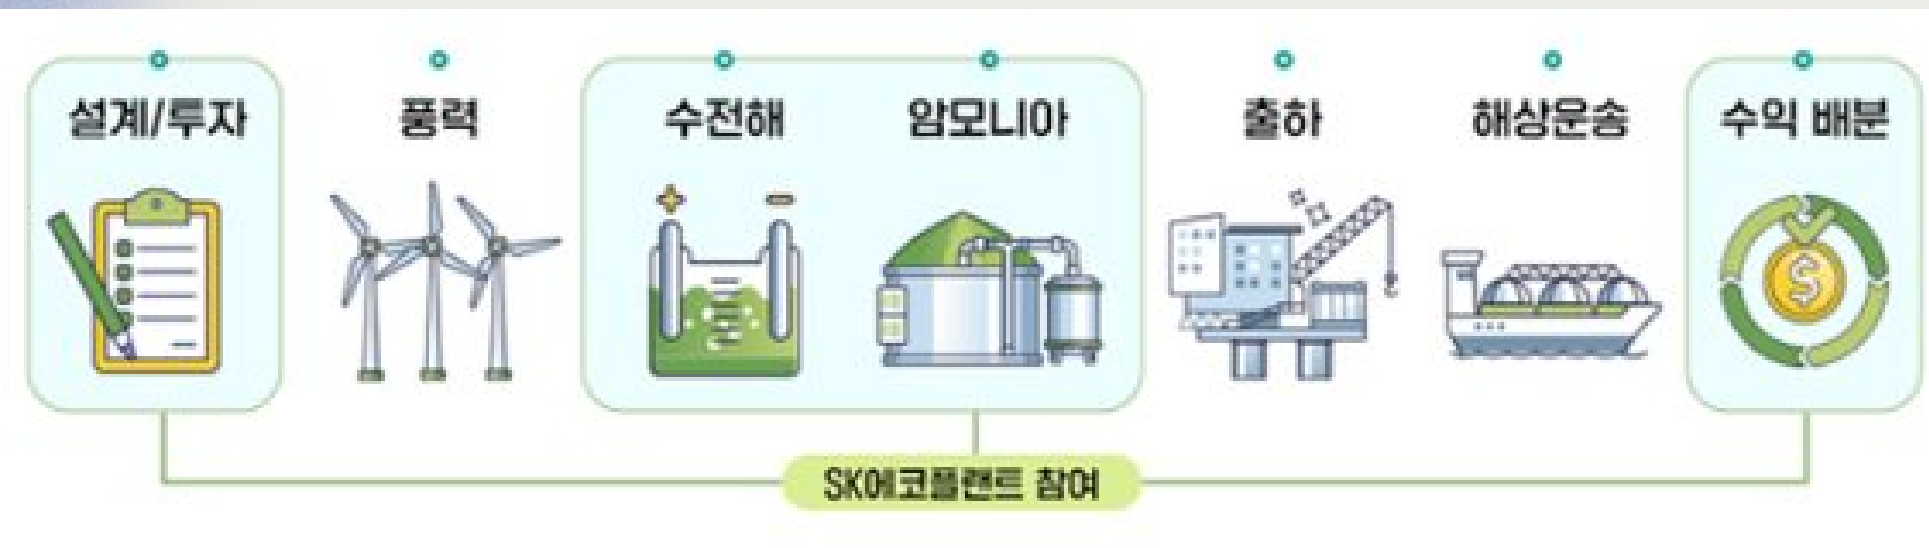 설계/투자
풍력
수전해
암모니아
출하
해상운송
수익 배분
SK에코플랜트 참여